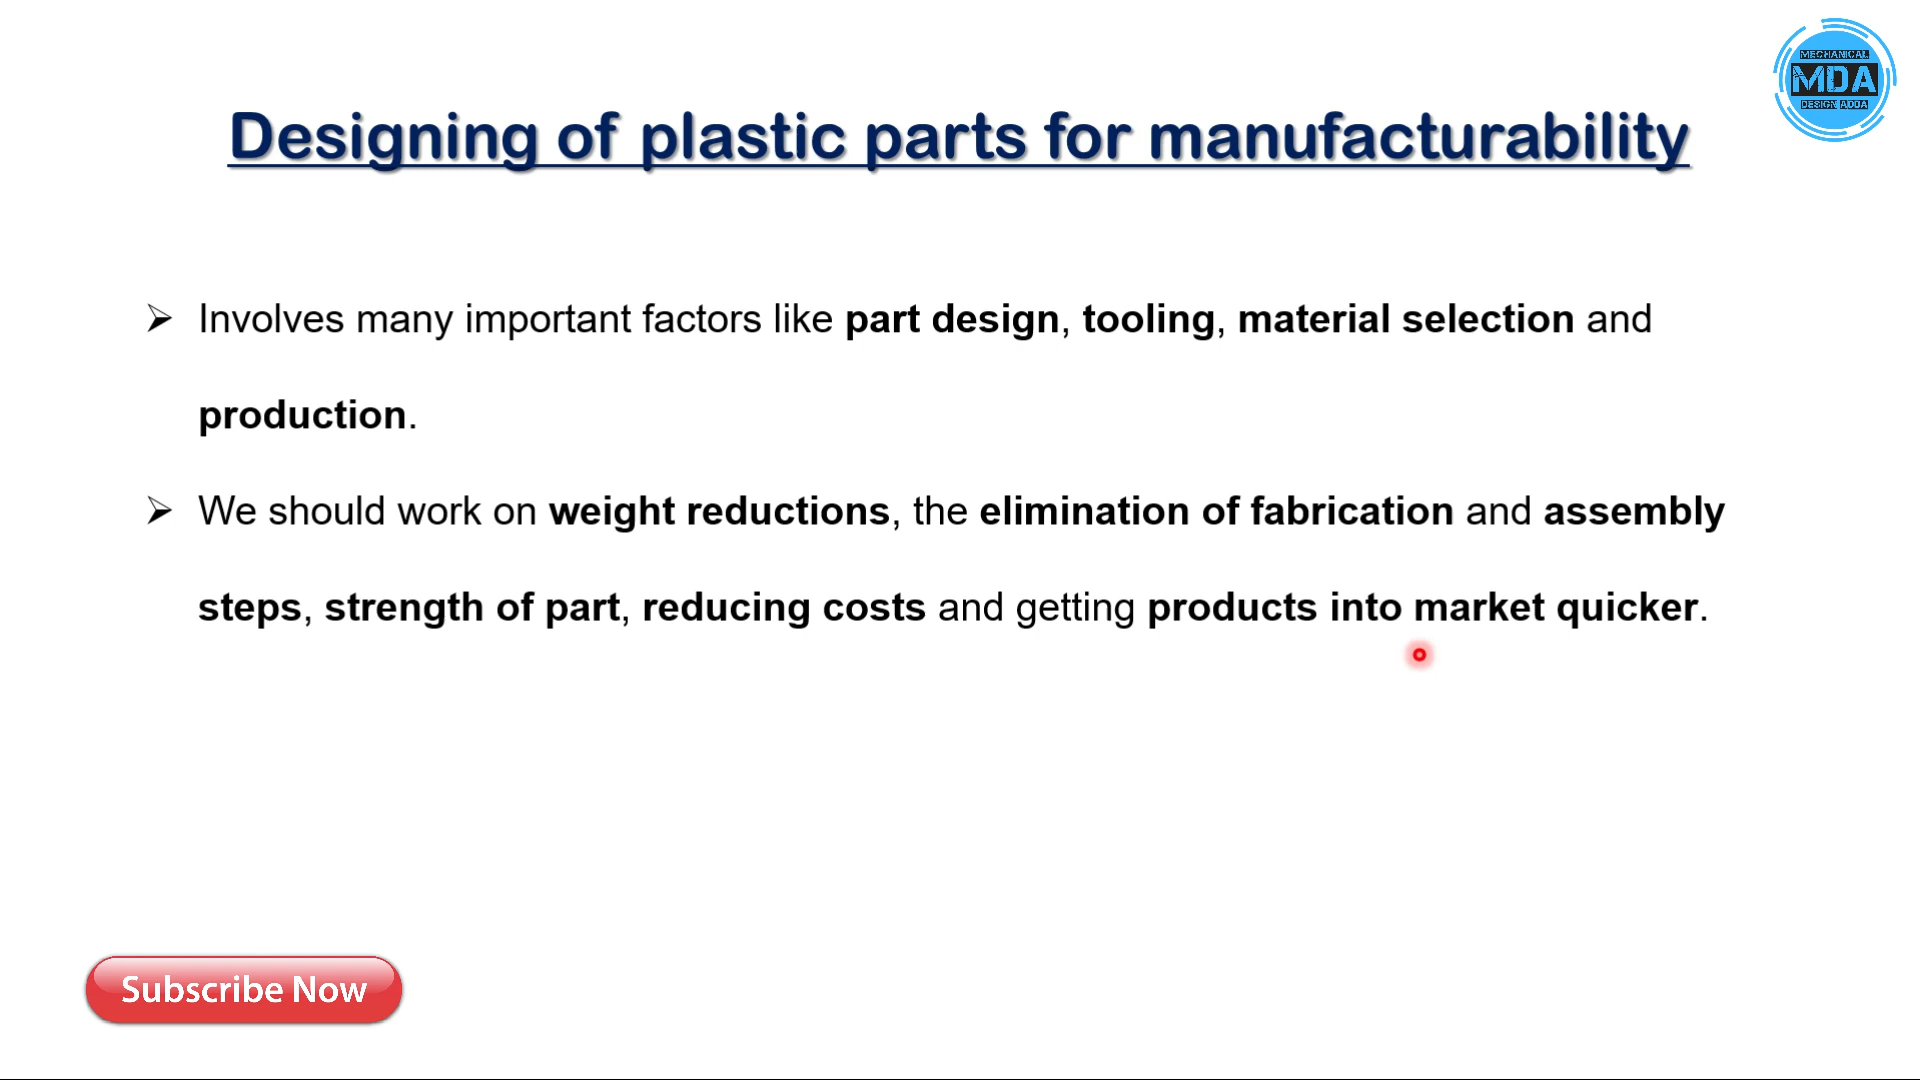 MECHANICAL
MDA
DESIGN ADDA
Designing of plastic parts for manufacturability
Involves many important factors like part design, tooling, material selection and
production.
We should work on weight reductions, the elimination of fabrication and assembly
steps, strength of part, reducing costs and getting products into market quicker.
Subscribe Now